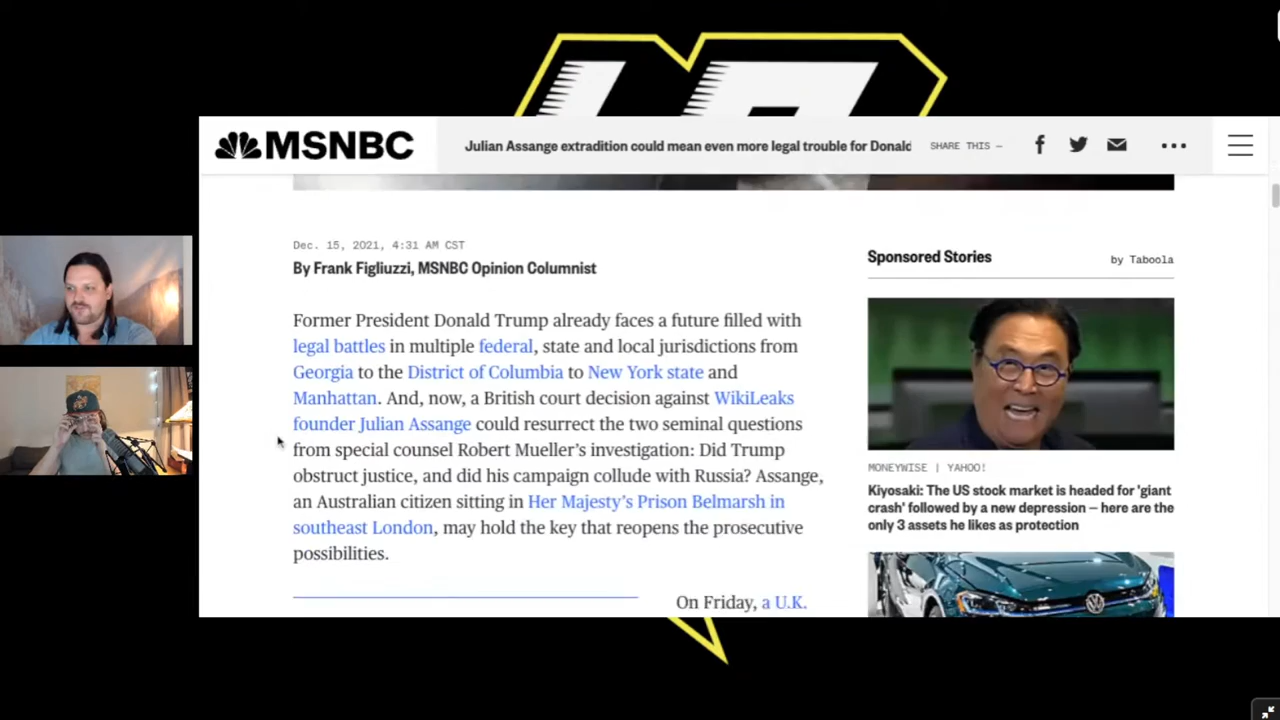 MSNBC
Julian Assange extradition could mean even more legal trouble for Donald
SHARE THIS —
Dec. 15, 2021, 4:31 AM CST
By Frank Figliuzzi, MSNBC Opinion Columnist
Former President Donald Trump already faces a future filled with
legal battles in multiple federal, state and local jurisdictions from
Georgia to the District of Columbia to New York state and
Manhattan. And, now, a British court decision against WikiLeaks
founder Julian Assange could resurrect the two seminal questions
from special counsel Robert Mueller’s investigation: Did Trump
obstruct justice, and did his campaign collude with Russia? Assange,
an Australian citizen sitting in Her Majesty’s Prison Belmarsh in
southeast London, may hold the key that reopens the prosecutive
possibilities.
On Friday, a U.K.
Sponsored Stories
by Taboola
MONEYWISE | YAHOO!
Kiyosaki: The US stock market is headed for 'giant
crash' followed by a new depression — here are the
only 3 assets he likes as protection